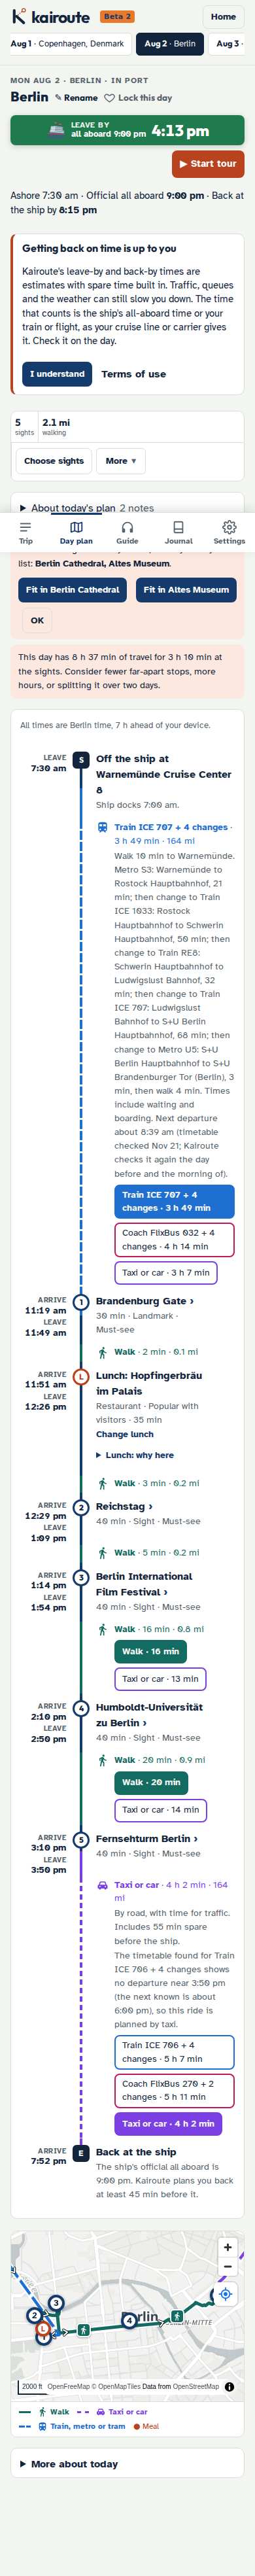 kairoute Beta 2 Home
Aug 1 · Copenhagen, Denmark Aug 2 · Berlin Aug 3 ·
MON AUG 2 · BERLIN · IN PORT
Berlin Rename Lock this day
LEAVE BY
all aboard 9:00 pm 4:13 pm
▶ Start tour
Ashore 7:30 am · Official all aboard 9:00 pm · Back at
the ship by 8:15 pm
Getting back on time is up to you
Kairoute's leave-by and back-by times are
estimates with spare time built in. Traffic, queues
and the weather can still slow you down. The time
that counts is the ship's all-aboard time or your
train or flight, as your cruise line or carrier gives
it. Check it on the day.
I understand Terms of use
5 2.1 mi
sights walking
Choose sights More ▼
▶ About today's plan 2 notes
Trip Day plan Guide Journal Settings
list: Berlin Cathedral, Altes Museum.
Fit in Berlin Cathedral Fit in Altes Museum
OK
This day has 8 h 37 min of travel for 3 h 10 min at
the sights. Consider fewer far-apart stops, more
hours, or splitting it over two days.
All times are Berlin time, 7 h ahead of your device.
LEAVE
7:30 am
S
Off the ship at
Warnemünde Cruise Center
8
Ship docks 7:00 am.
Train ICE 707 + 4 changes ·
3 h 49 min · 164 mi
Walk 10 min to Warnemünde.
Metro S3: Warnemünde to
Rostock Hauptbahnhof, 21
min; then change to Train
ICE 1033: Rostock
Hauptbahnhof to Schwerin
Hauptbahnhof, 50 min; then
change to Train RE8:
Schwerin Hauptbahnhof to
Ludwigslust Bahnhof, 32
min; then change to Train
ICE 707: Ludwigslust
Bahnhof to S+U Berlin
Hauptbahnhof, 68 min; then
change to Metro U5: S+U
Berlin Hauptbahnhof to S+U
Brandenburger Tor (Berlin), 3
min, then walk 4 min. Times
include waiting and
boarding. Next departure
about 8:39 am (timetable
checked Nov 21; Kairoute
checks it again the day
before and the morning of).
Train ICE 707 + 4
changes · 3 h 49 min
Coach FlixBus 032 + 4
changes · 4 h 14 min
Taxi or car · 3 h 7 min
ARRIVE
11:19 am
LEAVE
11:49 am
1
Brandenburg Gate ›
30 min · Landmark ·
Must-see
Walk · 2 min · 0.1 mi
ARRIVE
11:51 am
LEAVE
12:26 pm
L
Lunch: Hopfingerbräu
im Palais
Restaurant · Popular with
visitors · 35 min
Change lunch
▶ Lunch: why here
Walk · 3 min · 0.2 mi
ARRIVE
12:29 pm
LEAVE
1:09 pm
2
Reichstag ›
40 min · Sight · Must-see
Walk · 5 min · 0.2 mi
ARRIVE
1:14 pm
LEAVE
1:54 pm
3
Berlin International
Film Festival ›
40 min · Sight · Must-see
Walk · 16 min · 0.8 mi
Walk · 16 min
Taxi or car · 13 min
ARRIVE
2:10 pm
LEAVE
2:50 pm
4
Humboldt-Universität
zu Berlin ›
40 min · Sight · Must-see
Walk · 20 min · 0.9 mi
Walk · 20 min
Taxi or car · 14 min
ARRIVE
3:10 pm
LEAVE
3:50 pm
5
Fernsehturm Berlin ›
40 min · Sight · Must-see
Taxi or car · 4 h 2 min · 164
mi
By road, with time for traffic.
Includes 55 min spare
before the ship.
The timetable found for Train
ICE 706 + 4 changes shows
no departure near 3:50 pm
(the next known is about
6:00 pm), so this ride is
planned by taxi.
Train ICE 706 + 4
changes · 5 h 7 min
Coach FlixBus 270 + 2
changes · 5 h 11 min
Taxi or car · 4 h 2 min
ARRIVE
7:52 pm
E
Back at the ship
The ship's official all aboard is
9:00 pm. Kairoute plans you back
at least 45 min before it.
+
−
3
2
L
4
2000 ft OpenFreeMap © OpenMapTiles Data from OpenStreetMap
Walk Taxi or car
Train, metro or tram Meal
▶ More about today